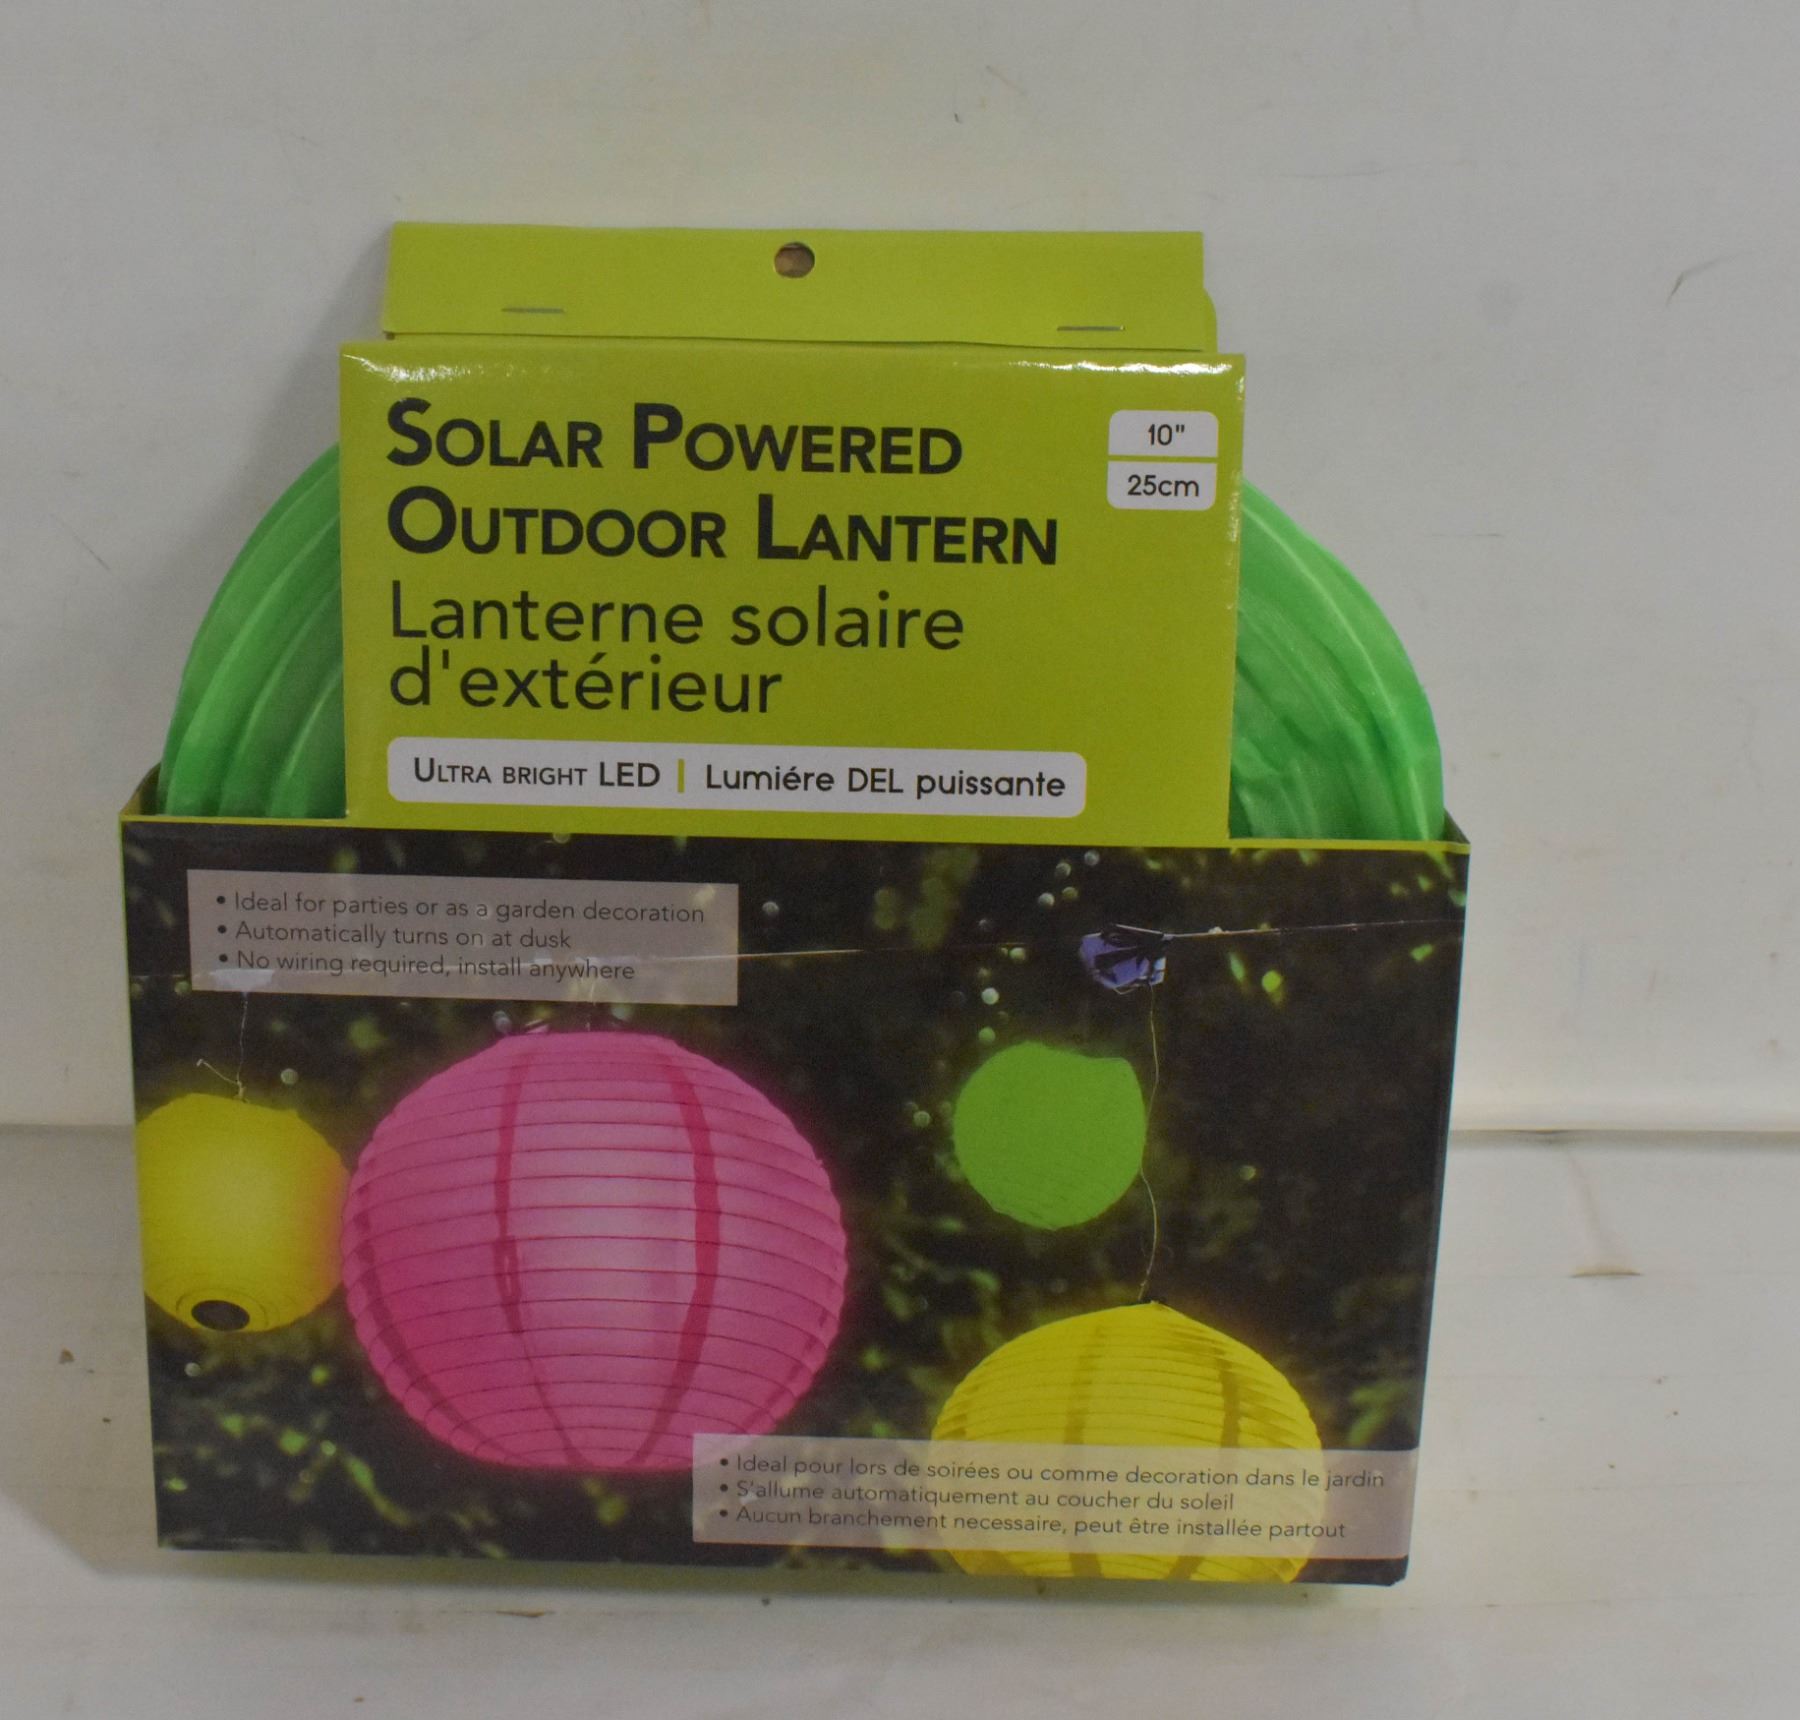 SOLAR POWERED
OUTDOOR LANTERN
Lanterne solaire
d'extérieur
10"
25cm
ULTRA BRIGHT LED | Lumiére DEL puissante
• Ideal for parties or as a garden decoration
• Automatically turns on at dusk
• No wiring required, install anywhere
• Ideal pour lors de soirées ou comme decoration dans le jardin
• S'allume automatiquement au coucher du soleil
• Aucun branchement necessaire, peut être installée partout